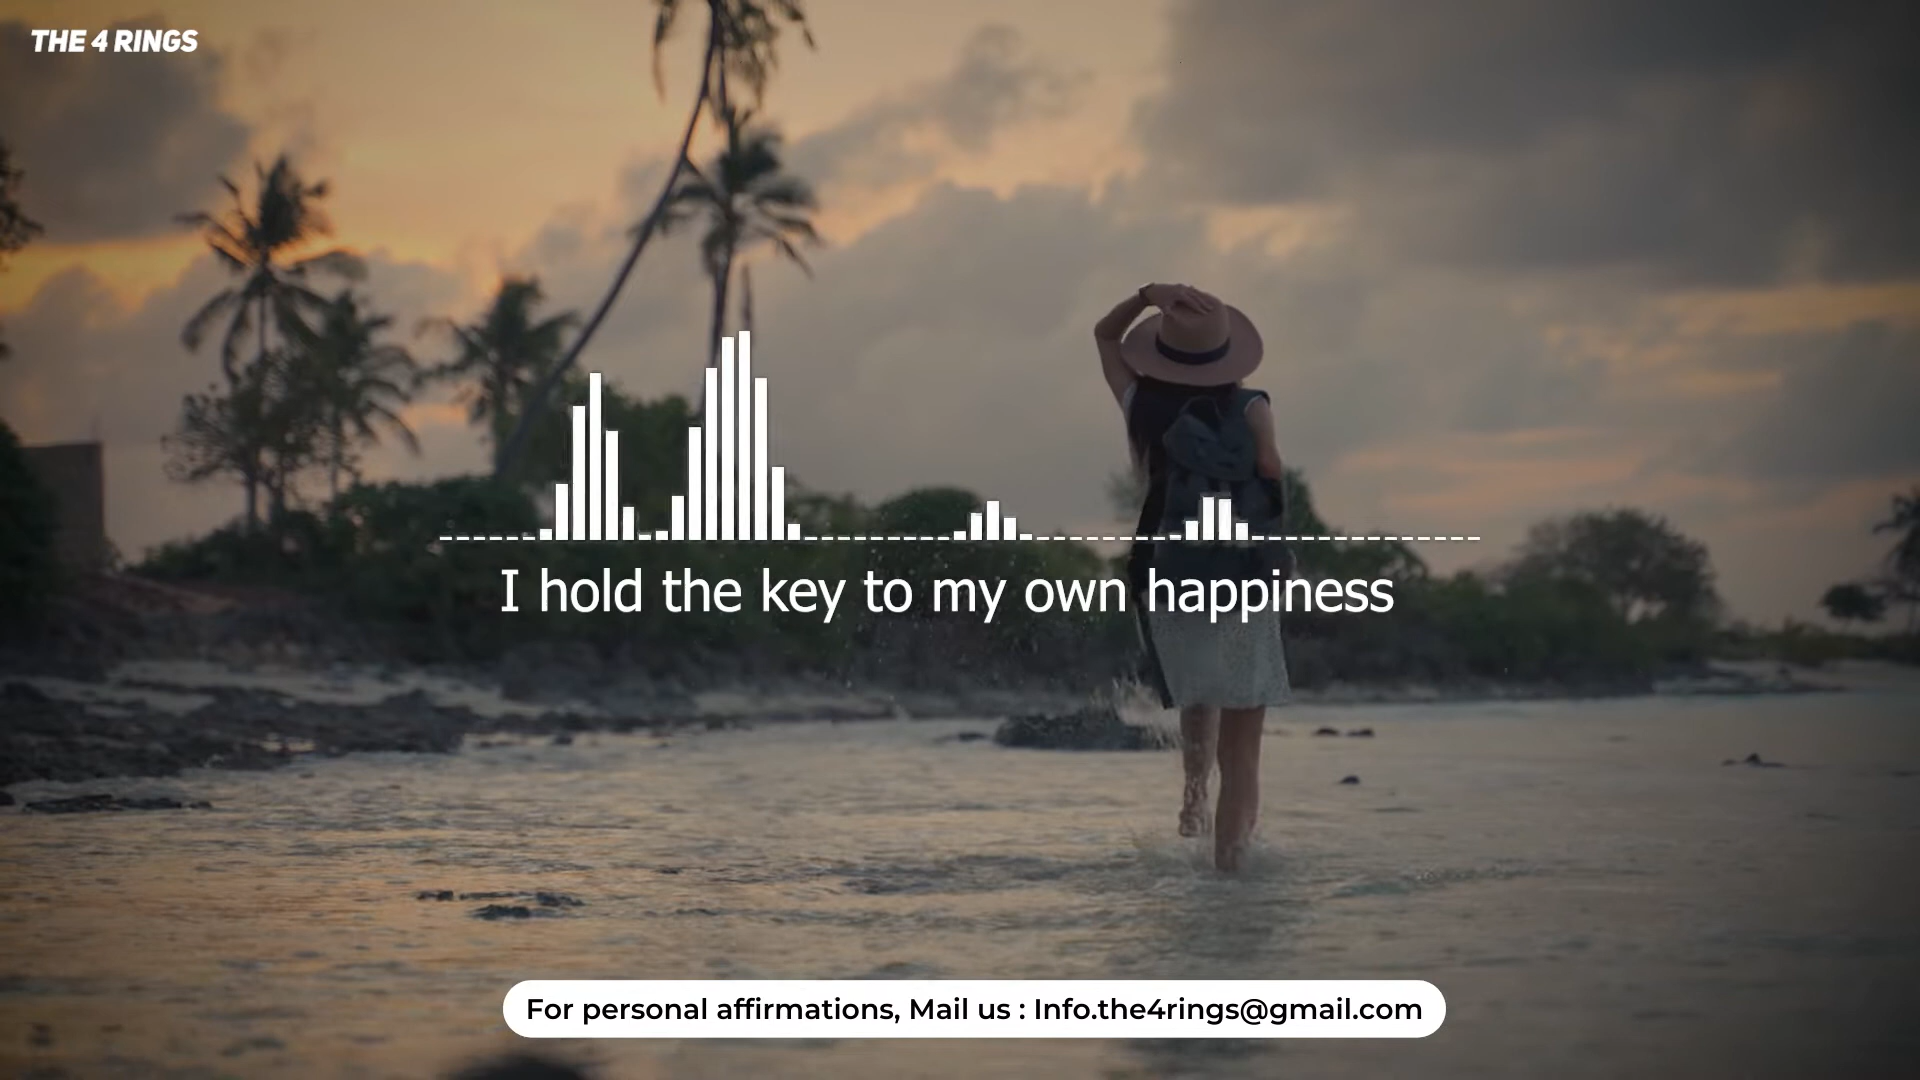 THE 4 RINGS
I hold the key to my own happiness
For personal affirmations, Mail us : Info.the4rings@gmail.com